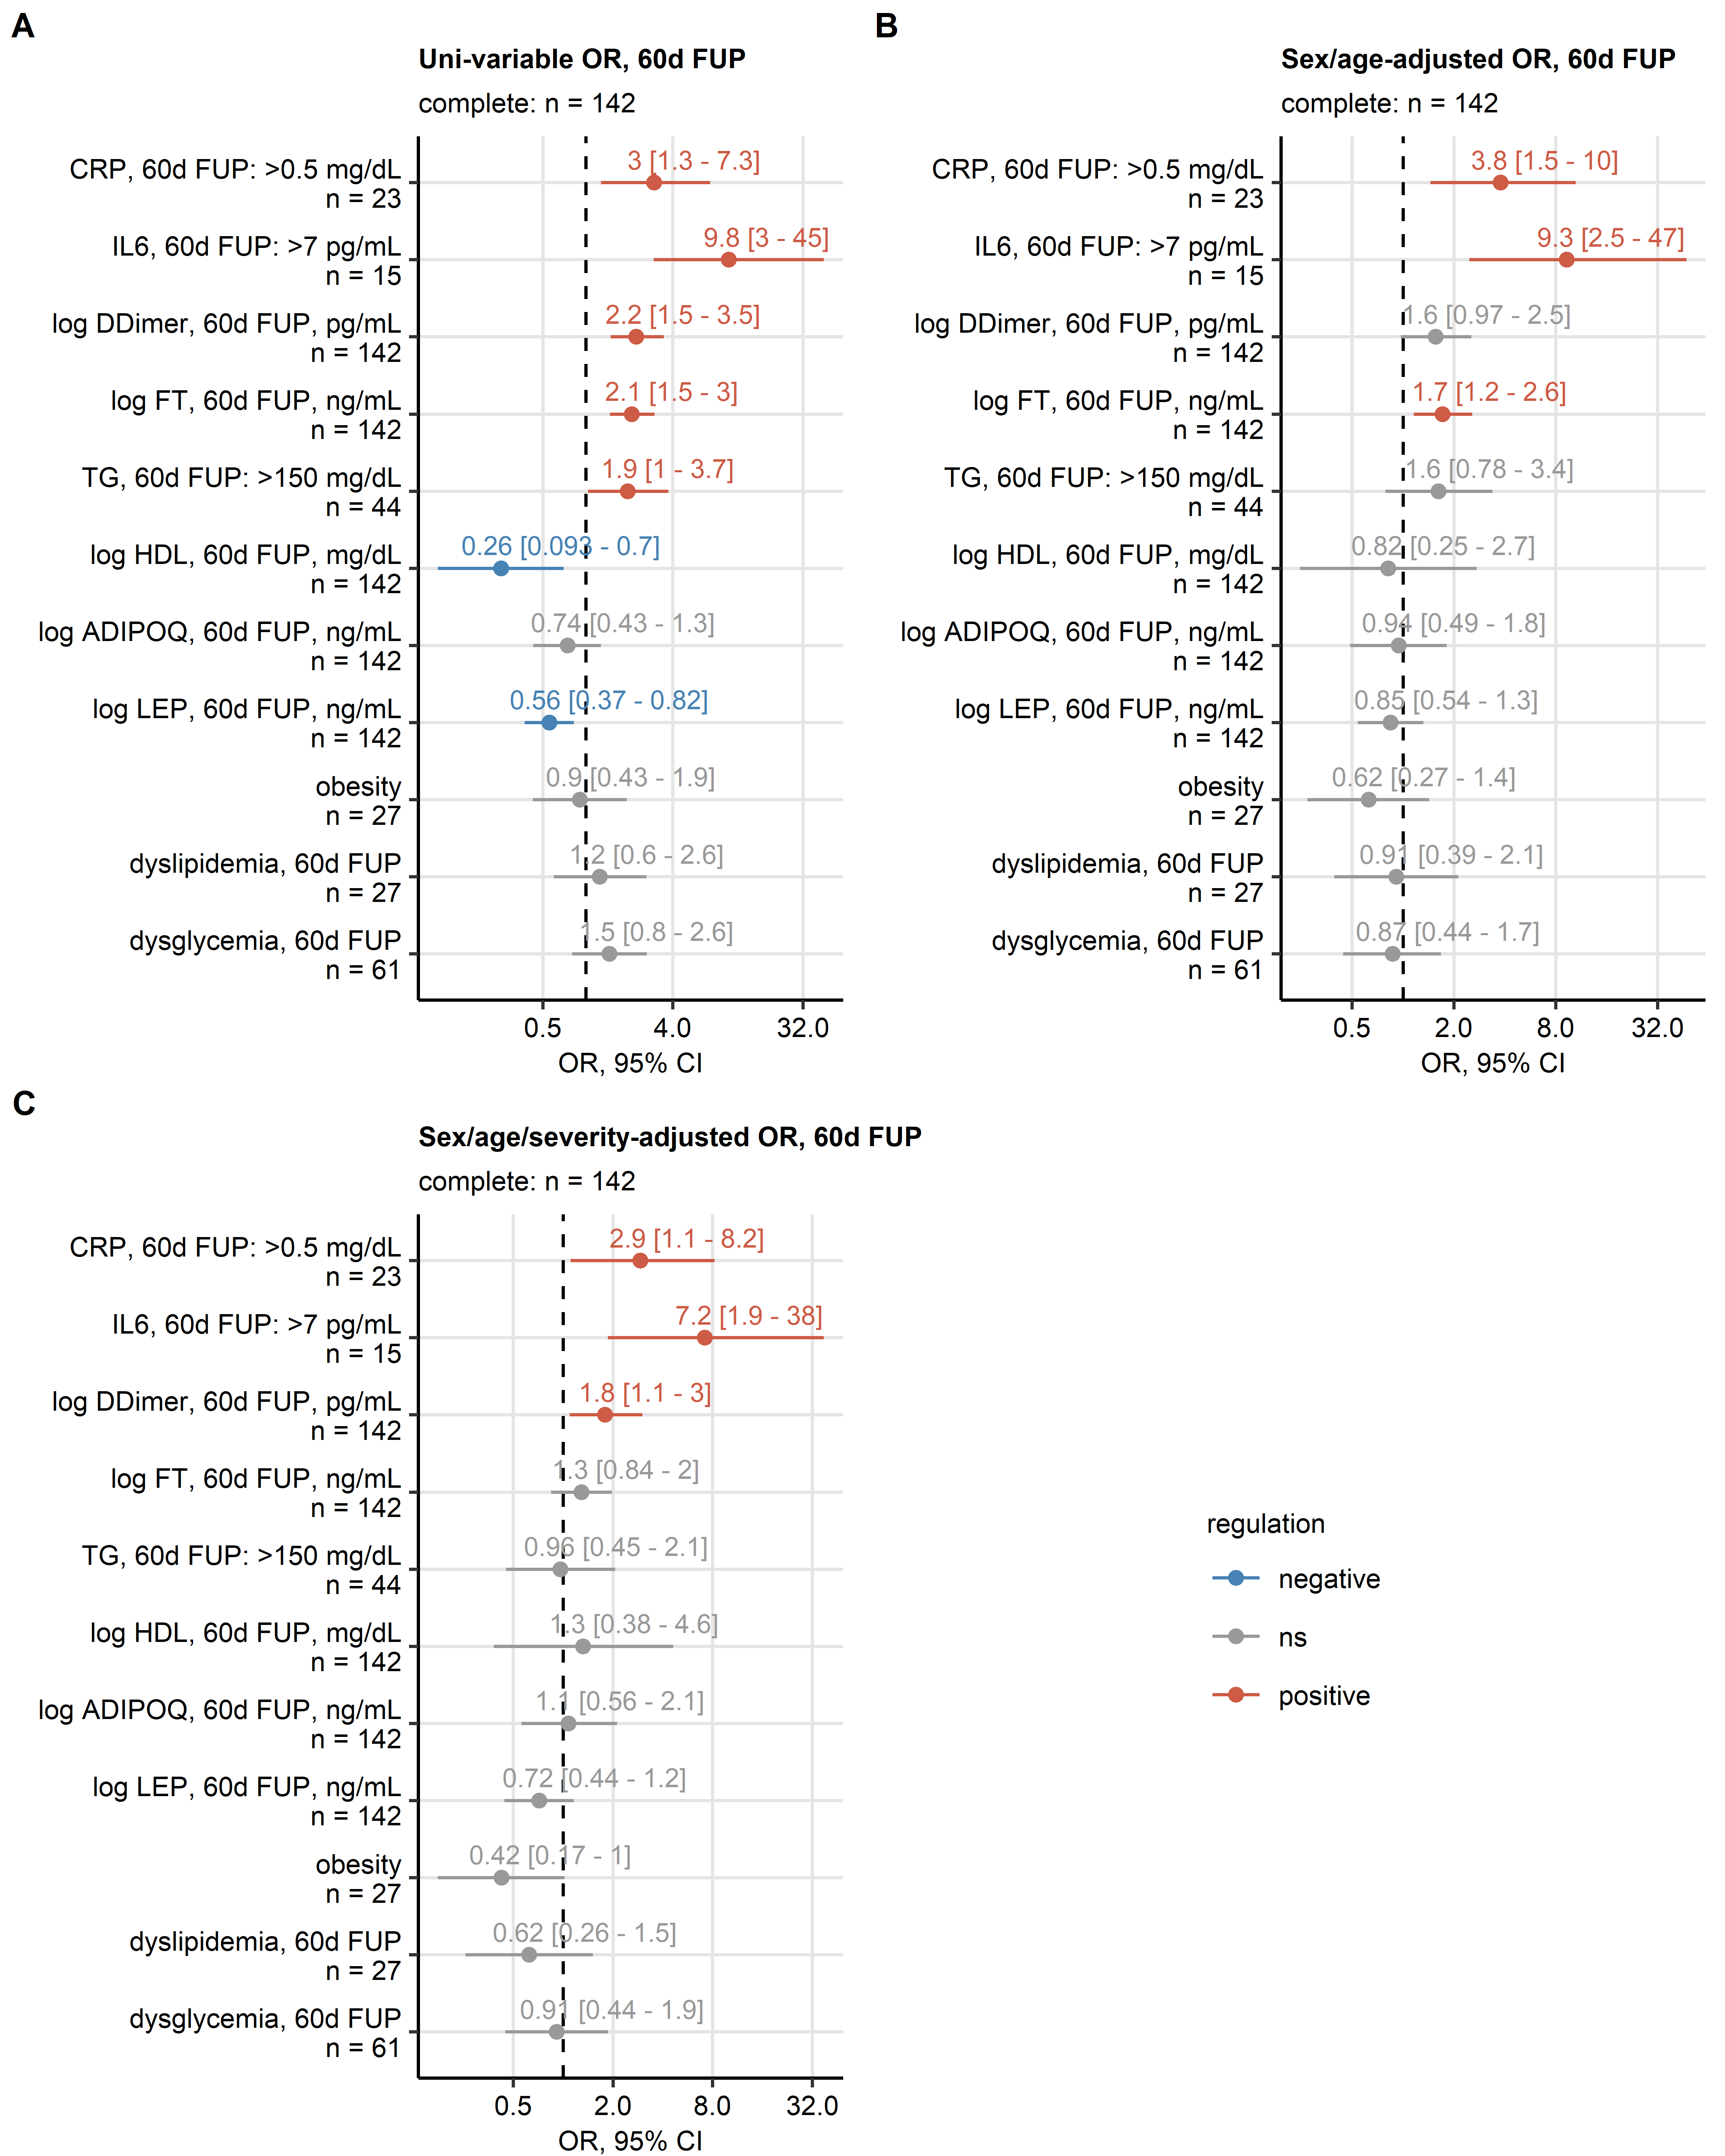 A
Uni-variable OR, 60d FUP
complete: n = 142
CRP, 60d FUP: >0.5 mg/dL
n = 23
3 [1.3 - 7.3]
IL6, 60d FUP: >7 pg/mL
n = 15
9.8 [3 - 45]
log DDimer, 60d FUP, pg/mL
n = 142
2.2 [1.5 - 3.5]
log FT, 60d FUP, ng/mL
n = 142
2.1 [1.5 - 3]
TG, 60d FUP: >150 mg/dL
n = 44
1.9 [1 - 3.7]
log HDL, 60d FUP, mg/dL
n = 142
0.26 [0.093 - 0.7]
log ADIPOQ, 60d FUP, ng/mL
n = 142
0.74 [0.43 - 1.3]
log LEP, 60d FUP, ng/mL
n = 142
0.56 [0.37 - 0.82]
obesity
n = 27
0.9 [0.43 - 1.9]
dyslipidemia, 60d FUP
n = 27
1.2 [0.6 - 2.6]
dysglycemia, 60d FUP
n = 61
1.5 [0.8 - 2.6]
0.5 4.0 32.0
OR, 95% CI
B
Sex/age-adjusted OR, 60d FUP
complete: n = 142
CRP, 60d FUP: >0.5 mg/dL
n = 23
3.8 [1.5 - 10]
IL6, 60d FUP: >7 pg/mL
n = 15
9.3 [2.5 - 47]
log DDimer, 60d FUP, pg/mL
n = 142
1.6 [0.97 - 2.5]
log FT, 60d FUP, ng/mL
n = 142
1.7 [1.2 - 2.6]
TG, 60d FUP: >150 mg/dL
n = 44
1.6 [0.78 - 3.4]
log HDL, 60d FUP, mg/dL
n = 142
0.82 [0.25 - 2.7]
log ADIPOQ, 60d FUP, ng/mL
n = 142
0.94 [0.49 - 1.8]
log LEP, 60d FUP, ng/mL
n = 142
0.85 [0.54 - 1.3]
obesity
n = 27
0.62 [0.27 - 1.4]
dyslipidemia, 60d FUP
n = 27
0.91 [0.39 - 2.1]
dysglycemia, 60d FUP
n = 61
0.87 [0.44 - 1.7]
0.5 2.0 8.0 32.0
OR, 95% CI
C
Sex/age/severity-adjusted OR, 60d FUP
complete: n = 142
CRP, 60d FUP: >0.5 mg/dL
n = 23
2.9 [1.1 - 8.2]
IL6, 60d FUP: >7 pg/mL
n = 15
7.2 [1.9 - 38]
log DDimer, 60d FUP, pg/mL
n = 142
1.8 [1.1 - 3]
log FT, 60d FUP, ng/mL
n = 142
1.3 [0.84 - 2]
TG, 60d FUP: >150 mg/dL
n = 44
0.96 [0.45 - 2.1]
log HDL, 60d FUP, mg/dL
n = 142
1.3 [0.38 - 4.6]
log ADIPOQ, 60d FUP, ng/mL
n = 142
1.1 [0.56 - 2.1]
log LEP, 60d FUP, ng/mL
n = 142
0.72 [0.44 - 1.2]
obesity
n = 27
0.42 [0.17 - 1]
dyslipidemia, 60d FUP
n = 27
0.62 [0.26 - 1.5]
dysglycemia, 60d FUP
n = 61
0.91 [0.44 - 1.9]
0.5 2.0 8.0 32.0
OR, 95% CI
regulation
negative
ns
positive